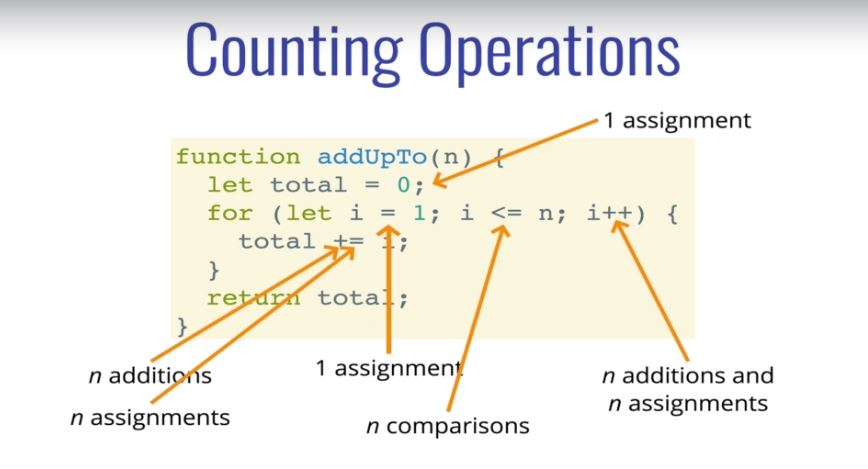 Counting Operations
1 assignment
function addUpTo(n) {
let total = 0;
for (let i = 1; i <= n; i++) {
total += i;
}
return total;
}
n additions
n assignments
1 assignment
n comparisons
n additions and
n assignments